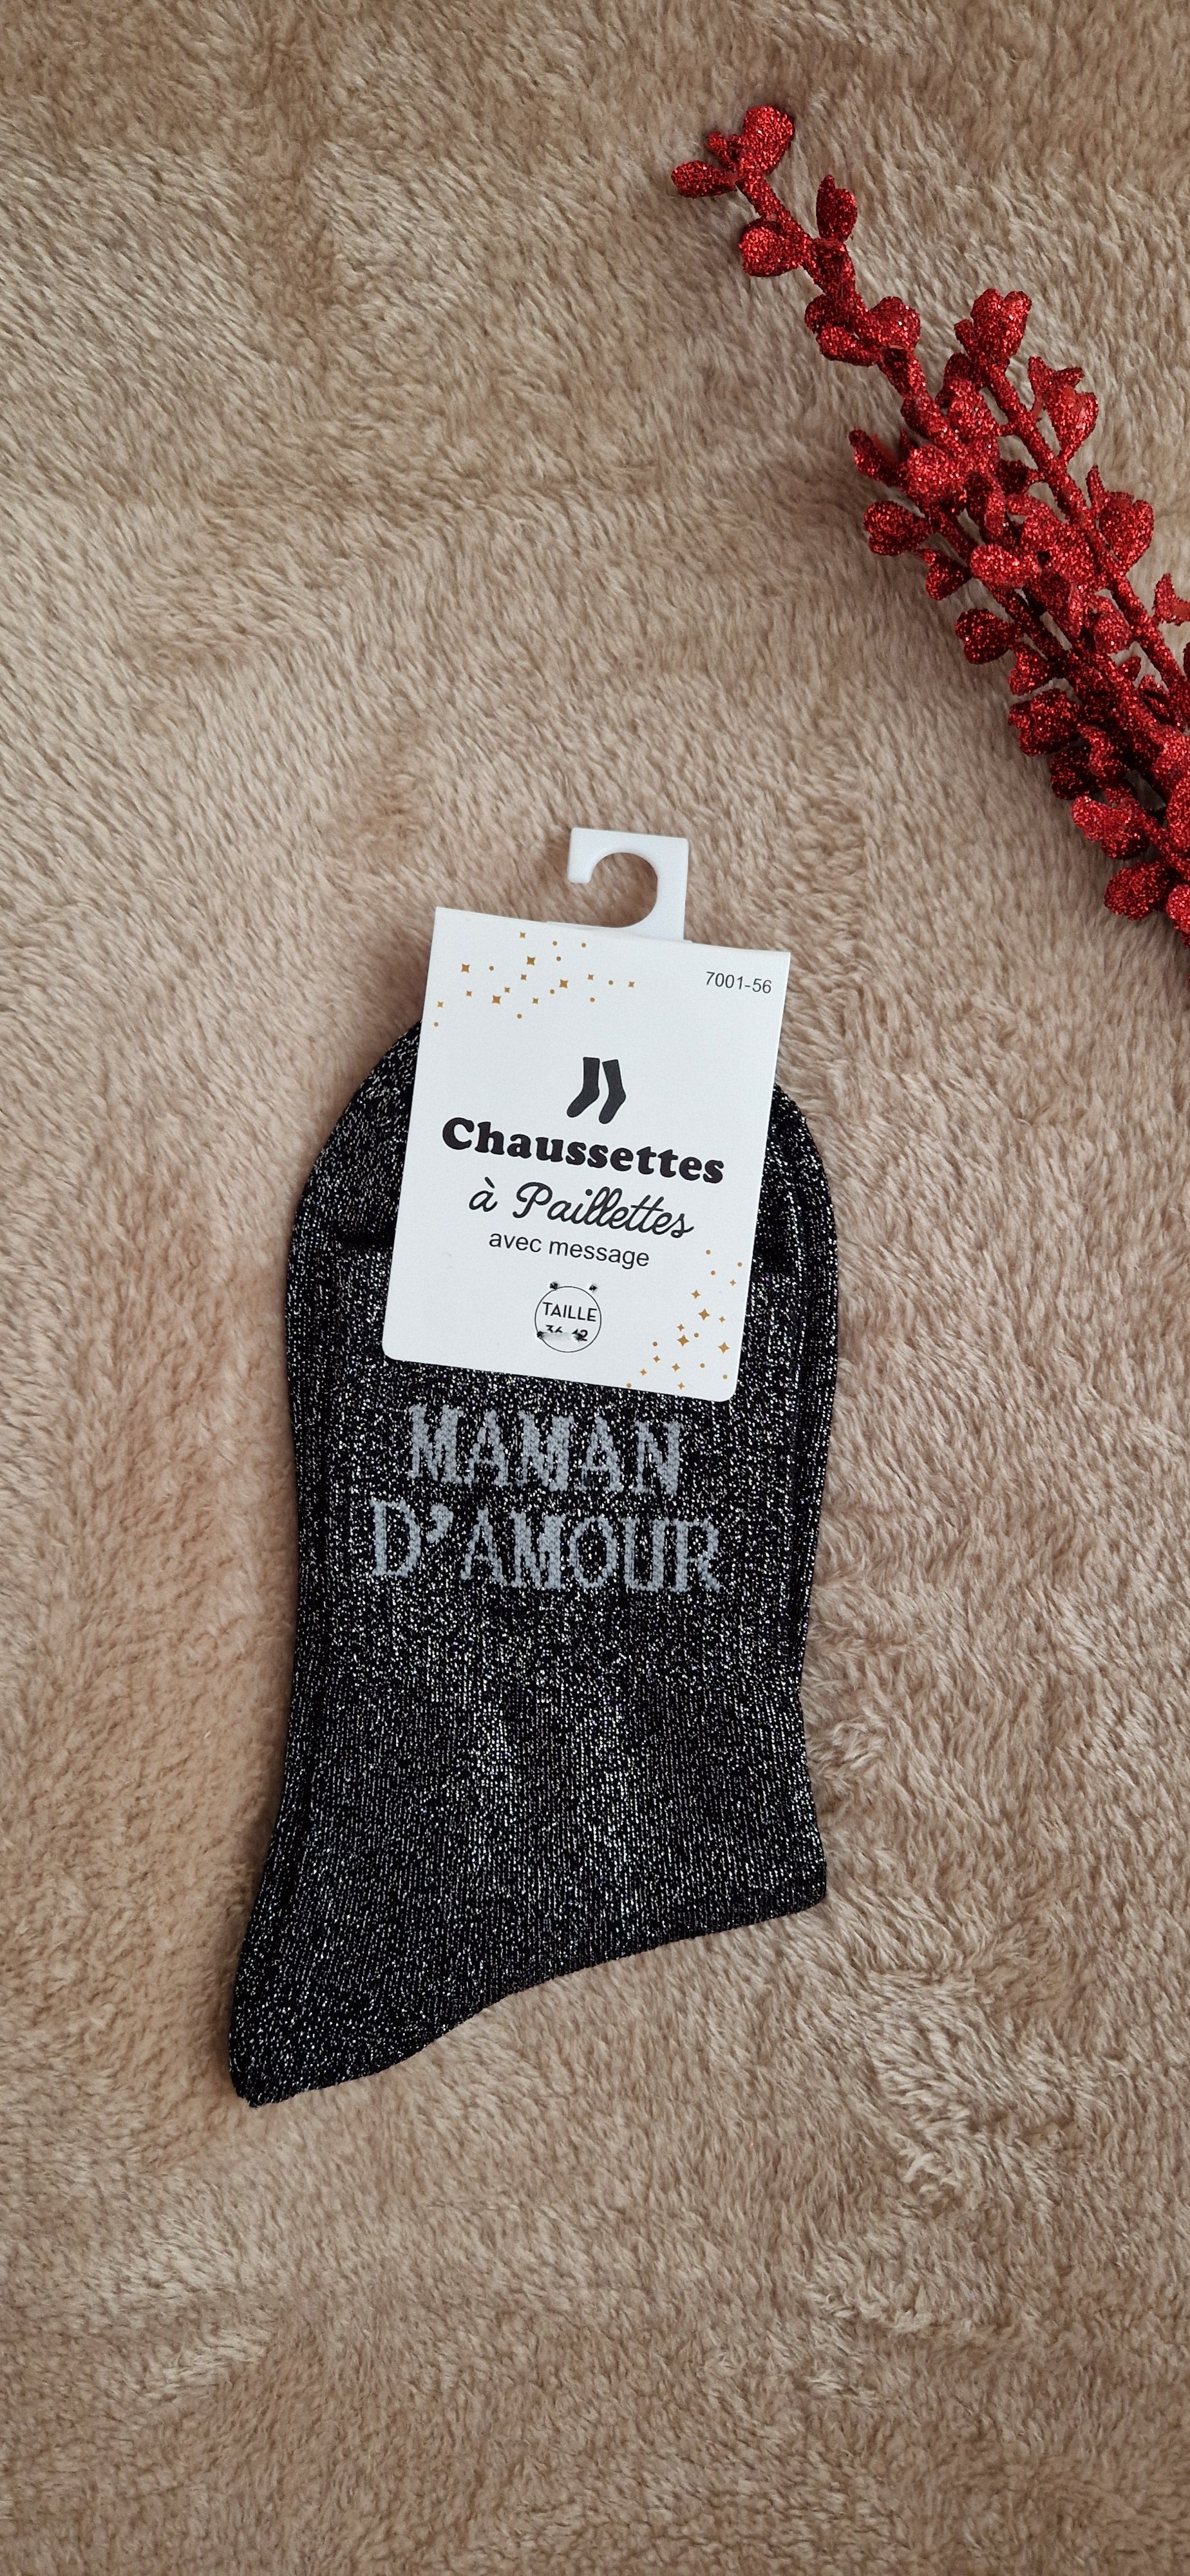 7001-56
Chaussettes
à Paillettes
avec message
TAILLE
MAMAN
D'AMOUR